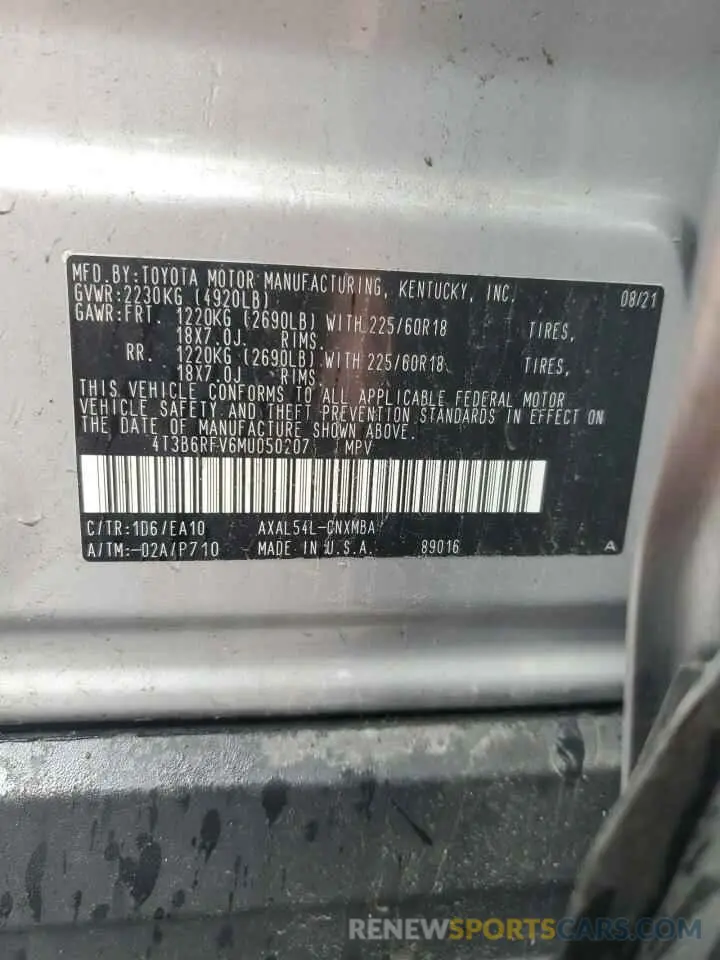 MFD.BY:TOYOTA MOTOR MANUFACTURING, KENTUCKY, INC. 08/21
GVWR:2230KG (4920LB)
GAWR:FRT. 1220KG (2690LB) WITH 225/60R18 TIRES,
18X7.0J RIMS.
RR. 1220KG (2690LB) WITH 225/60R18 TIRES,
18X7.0J RIMS.
THIS VEHICLE CONFORMS TO ALL APPLICABLE FEDERAL MOTOR
VEHICLE SAFETY AND THEFT PREVENTION STANDARDS IN EFFECT ON
THE DATE OF MANUFACTURE SHOWN ABOVE.
4T3B6RFV6MU050207 MPV
C/TR:1D6/EA10 AXAL54L-CNXMBA
A/TM:-02A/P710 MADE IN U.S.A. 89016 A
RENEWSPORTSCARS.COM